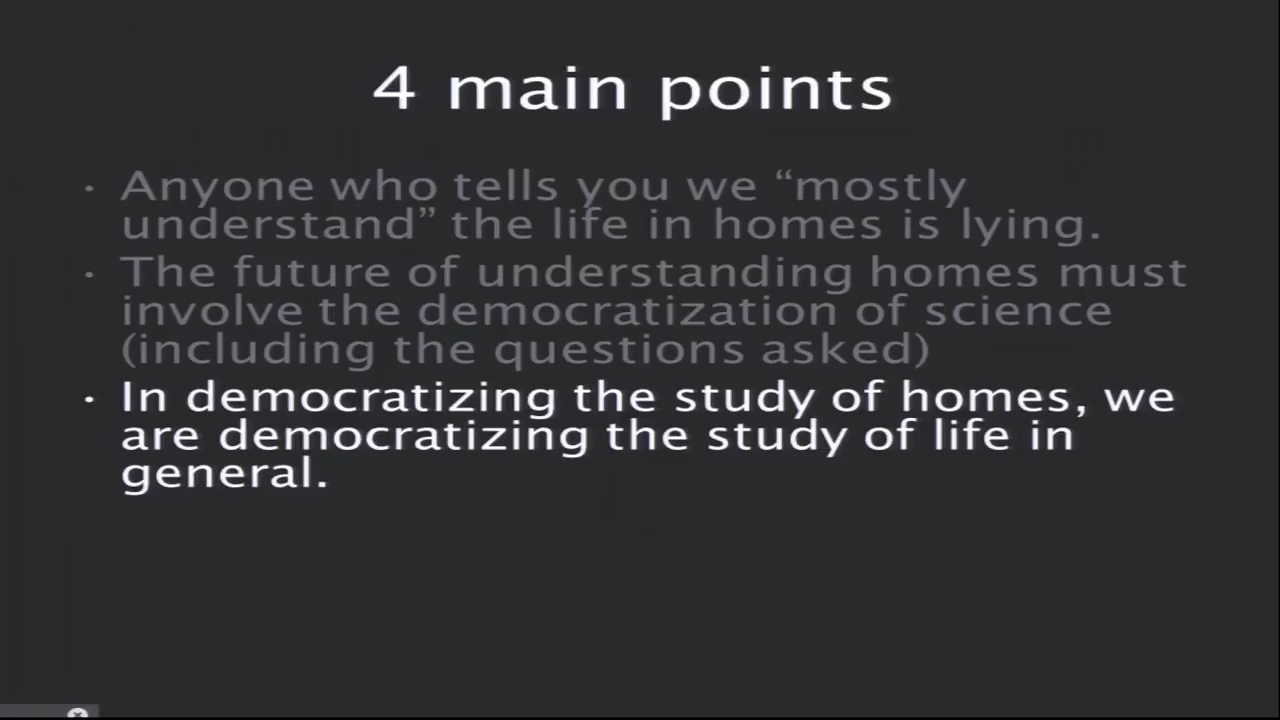 4 main points
· Anyone who tells you we “mostly
understand” the life in homes is lying.
· The future of understanding homes must
involve the democratization of science
(including the questions asked)
· In democratizing the study of homes, we
are democratizing the study of life in
general.